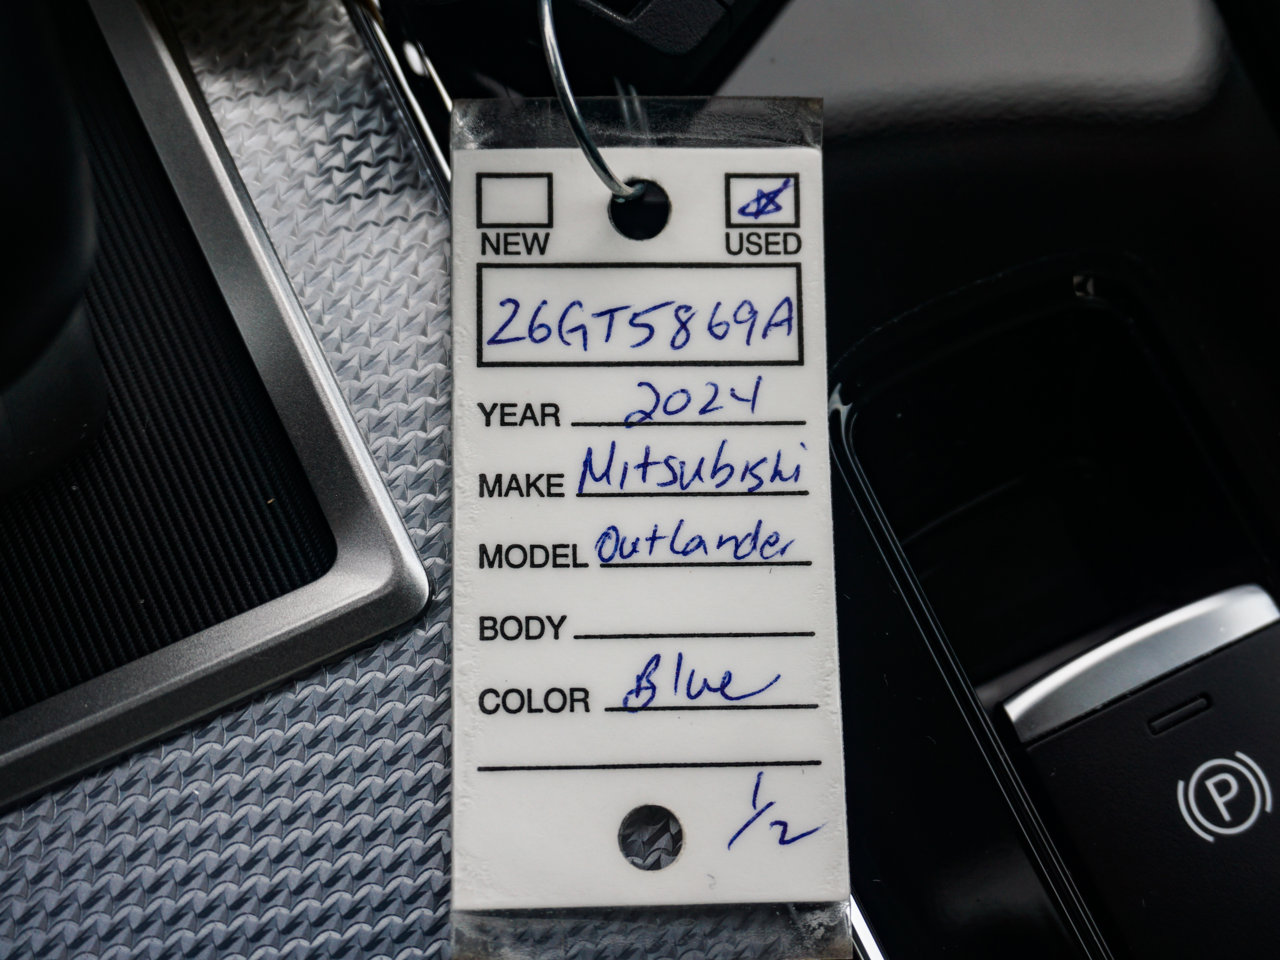 NEW USED
26GT5869A
YEAR 2024
MAKE Mitsubishi
MODEL Outlander
BODY
COLOR Blue
1/2
P